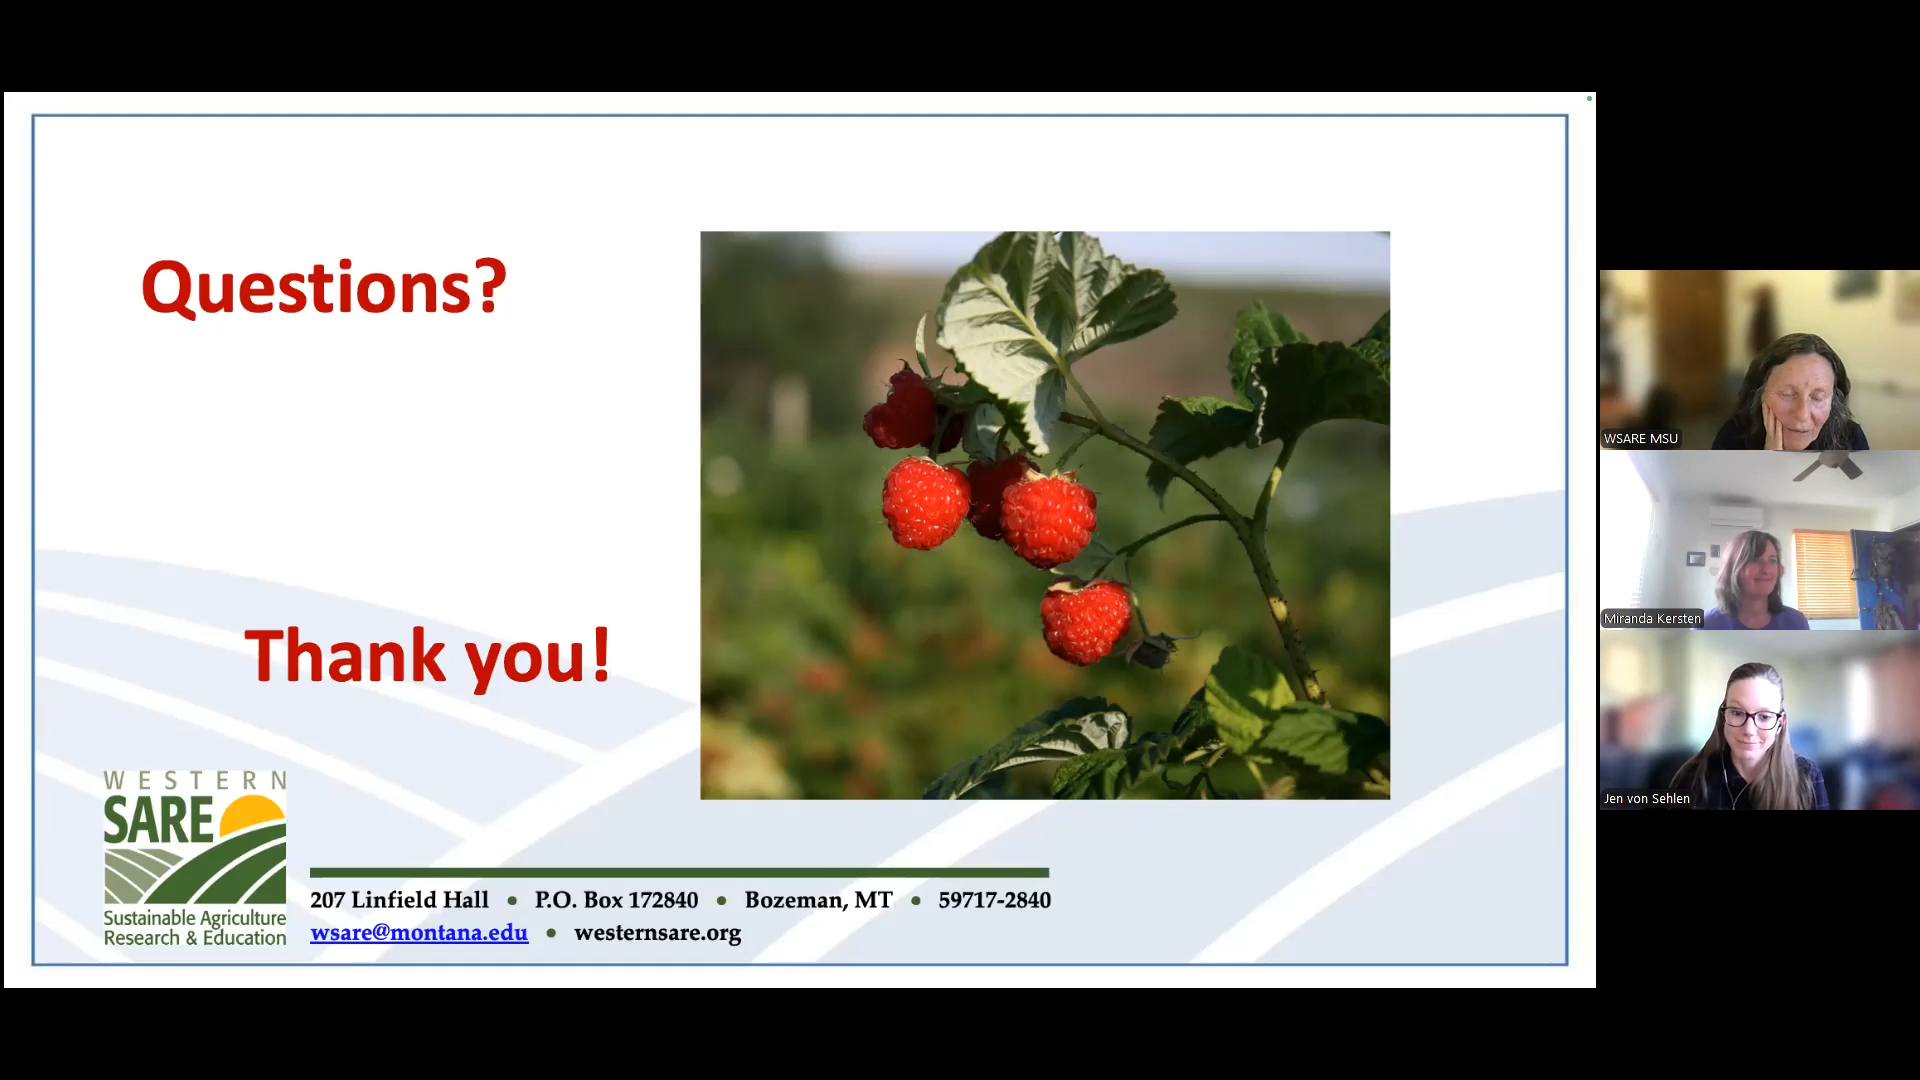 Questions?
Thank you!
WESTERN
SARE
Sustainable Agriculture
Research & Education
207 Linfield Hall • P.O. Box 172840 • Bozeman, MT • 59717-2840
wsare@montana.edu • westernsare.org
WSARE MSU
Miranda Kersten
Jen von Sehlen